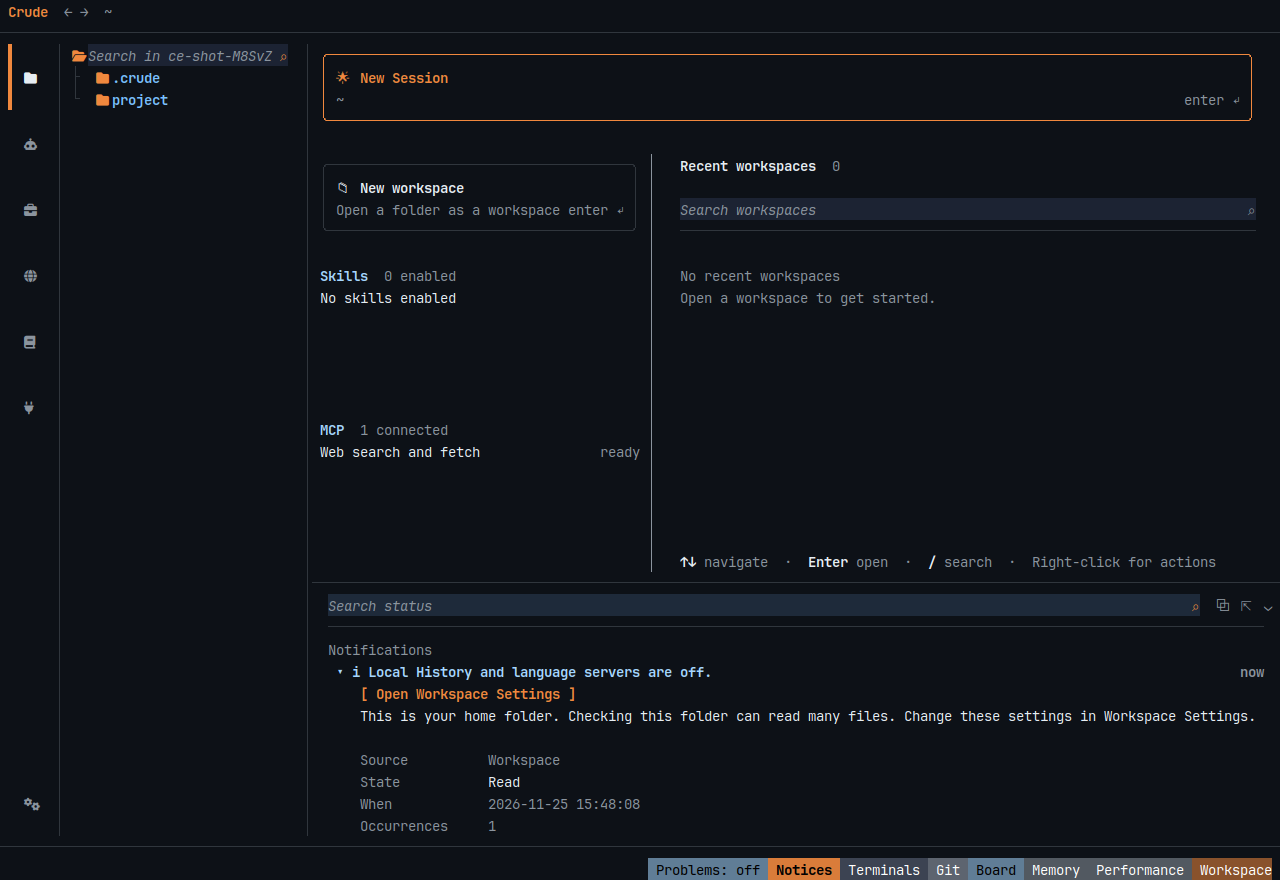 Crude ← → ~
Search in ce-shot-M8SvZ
.crude
project
New Session
~ enter ↲
New workspace
Open a folder as a workspace enter ↲
Skills 0 enabled
No skills enabled
MCP 1 connected
Web search and fetch ready
Recent workspaces 0
Search workspaces
No recent workspaces
Open a workspace to get started.
↑↓ navigate · Enter open · / search · Right-click for actions
Search status
Notifications
▾ i Local History and language servers are off. now
[ Open Workspace Settings ]
This is your home folder. Checking this folder can read many files. Change these settings in Workspace Settings.
Source Workspace
State Read
When 2026-11-25 15:48:08
Occurrences 1
Problems: off Notices Terminals Git Board Memory Performance Workspace